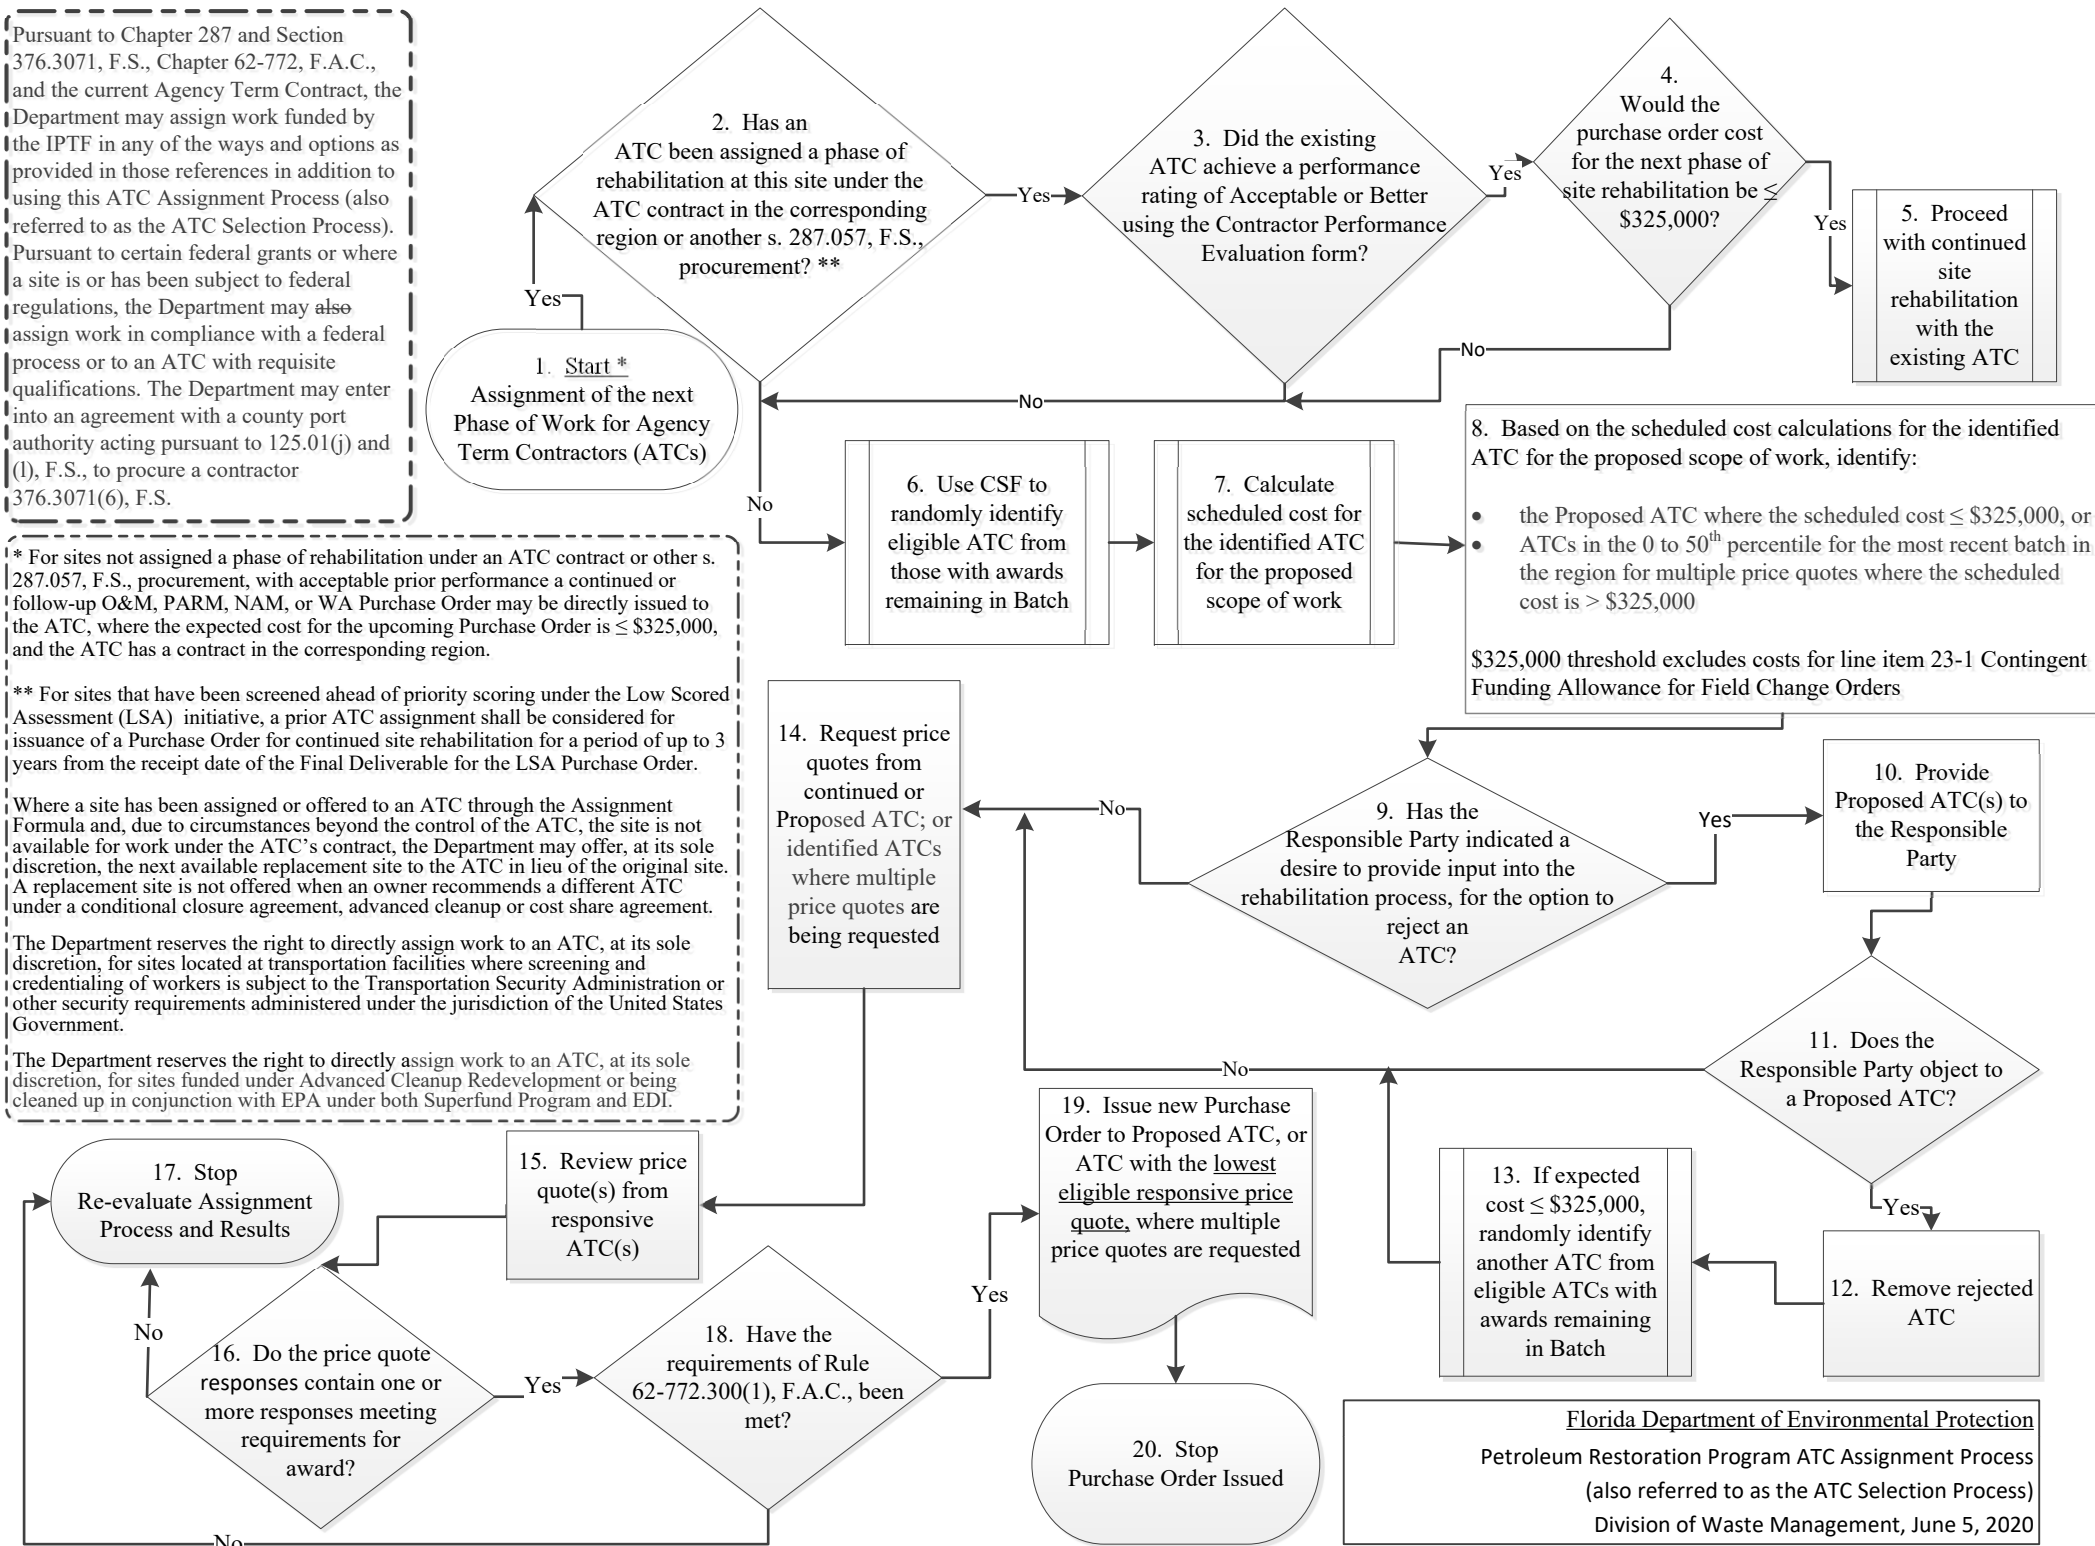 Pursuant to Chapter 287 and Section
376.3071, F.S., Chapter 62-772, F.A.C.,
and the current Agency Term Contract, the
Department may assign work funded by
the IPTF in any of the ways and options as
provided in those references in addition to
using this ATC Assignment Process (also
referred to as the ATC Selection Process).
Pursuant to certain federal grants or where
a site is or has been subject to federal
regulations, the Department may also
assign work in compliance with a federal
process or to an ATC with requisite
qualifications. The Department may enter
into an agreement with a county port
authority acting pursuant to 125.01(j) and
(l), F.S., to procure a contractor
376.3071(6), F.S.
1. Start *
Assignment of the next
Phase of Work for Agency
Term Contractors (ATCs)
Yes
2. Has an
ATC been assigned a phase of
rehabilitation at this site under the
ATC contract in the corresponding
region or another s. 287.057, F.S.,
procurement? **
Yes
3. Did the existing
ATC achieve a performance
rating of Acceptable or Better
using the Contractor Performance
Evaluation form?
Yes
4.
Would the
purchase order cost
for the next phase of
site rehabilitation be ≤
$325,000?
Yes
5. Proceed
with continued
site
rehabilitation
with the
existing ATC
No
No
No
6. Use CSF to
randomly identify
eligible ATC from
those with awards
remaining in Batch
7. Calculate
scheduled cost for
the identified ATC
for the proposed
scope of work
8. Based on the scheduled cost calculations for the identified
ATC for the proposed scope of work, identify:
• the Proposed ATC where the scheduled cost ≤ $325,000, or
• ATCs in the 0 to 50th percentile for the most recent batch in
the region for multiple price quotes where the scheduled
cost is > $325,000
$325,000 threshold excludes costs for line item 23-1 Contingent
Funding Allowance for Field Change Orders
* For sites not assigned a phase of rehabilitation under an ATC contract or other s.
287.057, F.S., procurement, with acceptable prior performance a continued or
follow-up O&M, PARM, NAM, or WA Purchase Order may be directly issued to
the ATC, where the expected cost for the upcoming Purchase Order is ≤ $325,000,
and the ATC has a contract in the corresponding region.
** For sites that have been screened ahead of priority scoring under the Low Scored
Assessment (LSA) initiative, a prior ATC assignment shall be considered for
issuance of a Purchase Order for continued site rehabilitation for a period of up to 3
years from the receipt date of the Final Deliverable for the LSA Purchase Order.
Where a site has been assigned or offered to an ATC through the Assignment
Formula and, due to circumstances beyond the control of the ATC, the site is not
available for work under the ATC's contract, the Department may offer, at its sole
discretion, the next available replacement site to the ATC in lieu of the original site.
A replacement site is not offered when an owner recommends a different ATC
under a conditional closure agreement, advanced cleanup or cost share agreement.
The Department reserves the right to directly assign work to an ATC, at its sole
discretion, for sites located at transportation facilities where screening and
credentialing of workers is subject to the Transportation Security Administration or
other security requirements administered under the jurisdiction of the United States
Government.
The Department reserves the right to directly assign work to an ATC, at its sole
discretion, for sites funded under Advanced Cleanup Redevelopment or being
cleaned up in conjunction with EPA under both Superfund Program and EDI.
9. Has the
Responsible Party indicated a
desire to provide input into the
rehabilitation process, for the option to
reject an
ATC?
Yes
No
10. Provide
Proposed ATC(s) to
the Responsible
Party
11. Does the
Responsible Party object to
a Proposed ATC?
No
Yes
12. Remove rejected
ATC
13. If expected
cost ≤ $325,000,
randomly identify
another ATC from
eligible ATCs with
awards remaining
in Batch
14. Request price
quotes from
continued or
Proposed ATC; or
identified ATCs
where multiple
price quotes are
being requested
15. Review price
quote(s) from
responsive
ATC(s)
16. Do the price quote
responses contain one or
more responses meeting
requirements for
award?
No
Yes
17. Stop
Re-evaluate Assignment
Process and Results
18. Have the
requirements of Rule
62-772.300(1), F.A.C., been
met?
No
Yes
19. Issue new Purchase
Order to Proposed ATC, or
ATC with the lowest
eligible responsive price
quote, where multiple
price quotes are requested
20. Stop
Purchase Order Issued
Florida Department of Environmental Protection
Petroleum Restoration Program ATC Assignment Process
(also referred to as the ATC Selection Process)
Division of Waste Management, June 5, 2020